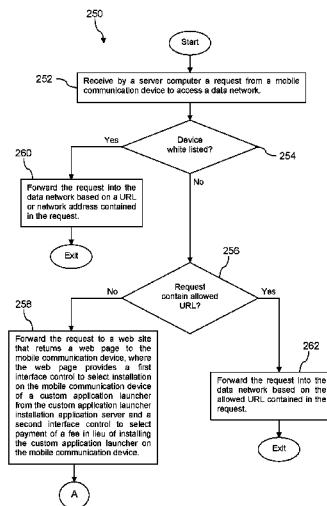 250
Start
252
Receive by a server computer a request from a mobile
communication device to access a data network.
Yes
Device
white listed?
254
260
No
Forward the request into the
data network based on a URL
or network address contained
in the request.
Exit
256
No
Request
contain allowed
URL?
Yes
258
Forward the request to a web site
that returns a web page to the
mobile communication device, where
the web page provides a first
interface control to select installation
on the mobile communication device
of a custom application launcher
from the custom application launcher
installation application server and a
second interface control to select
payment of a fee in lieu of installing
the custom application launcher on
the mobile communication device.
262
Forward the request into the
data network based on the
allowed URL contained in the
request.
Exit
A